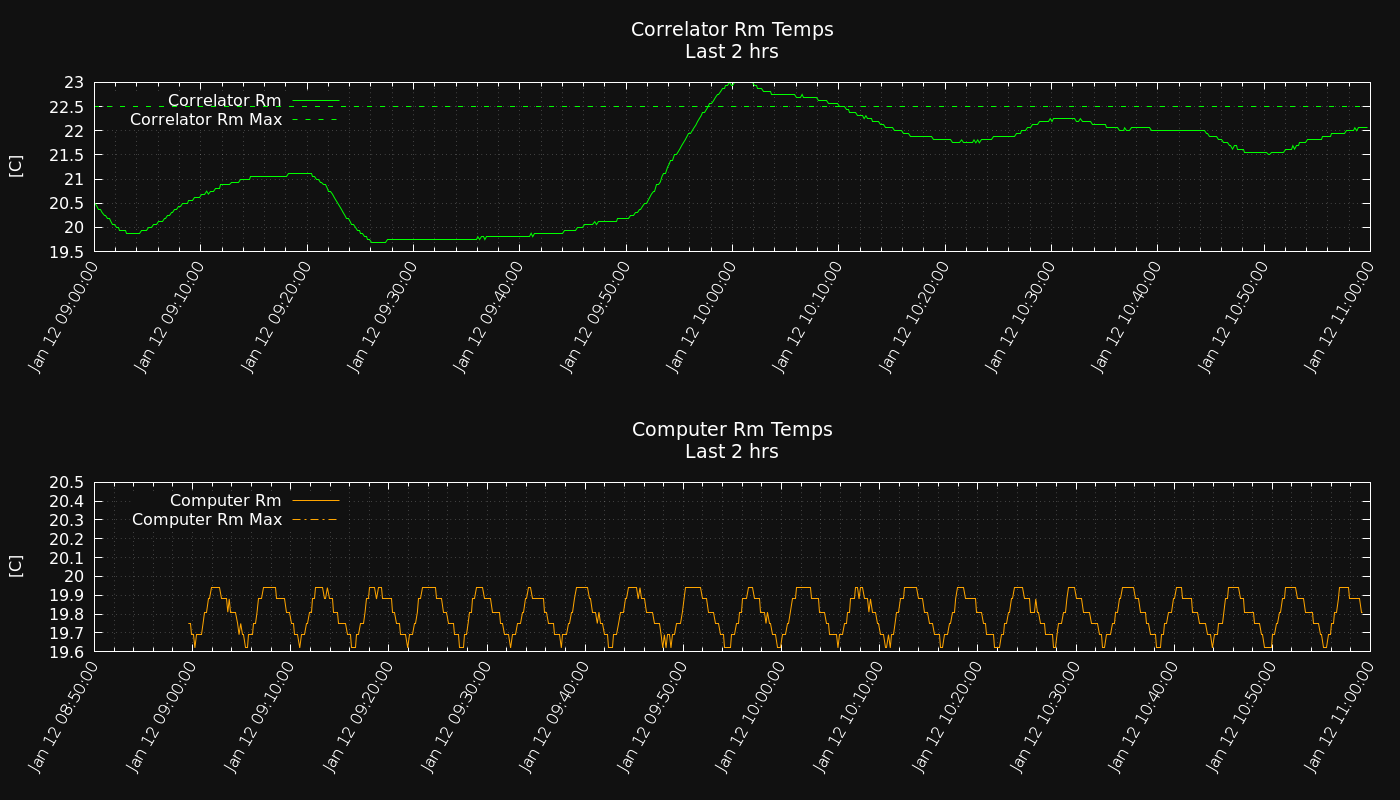 Correlator Rm Temps
Last 2 hrs
23
22.5
22
21.5
21
20.5
20
19.5
[C]
Correlator Rm
Correlator Rm Max
Jan 12 09:00:00
Jan 12 09:10:00
Jan 12 09:20:00
Jan 12 09:30:00
Jan 12 09:40:00
Jan 12 09:50:00
Jan 12 10:00:00
Jan 12 10:10:00
Jan 12 10:20:00
Jan 12 10:30:00
Jan 12 10:40:00
Jan 12 10:50:00
Jan 12 11:00:00
Computer Rm Temps
Last 2 hrs
20.5
20.4
20.3
20.2
20.1
20
19.9
19.8
19.7
19.6
[C]
Computer Rm
Computer Rm Max
Jan 12 08:50:00
Jan 12 09:00:00
Jan 12 09:10:00
Jan 12 09:20:00
Jan 12 09:30:00
Jan 12 09:40:00
Jan 12 09:50:00
Jan 12 10:00:00
Jan 12 10:10:00
Jan 12 10:20:00
Jan 12 10:30:00
Jan 12 10:40:00
Jan 12 10:50:00
Jan 12 11:00:00